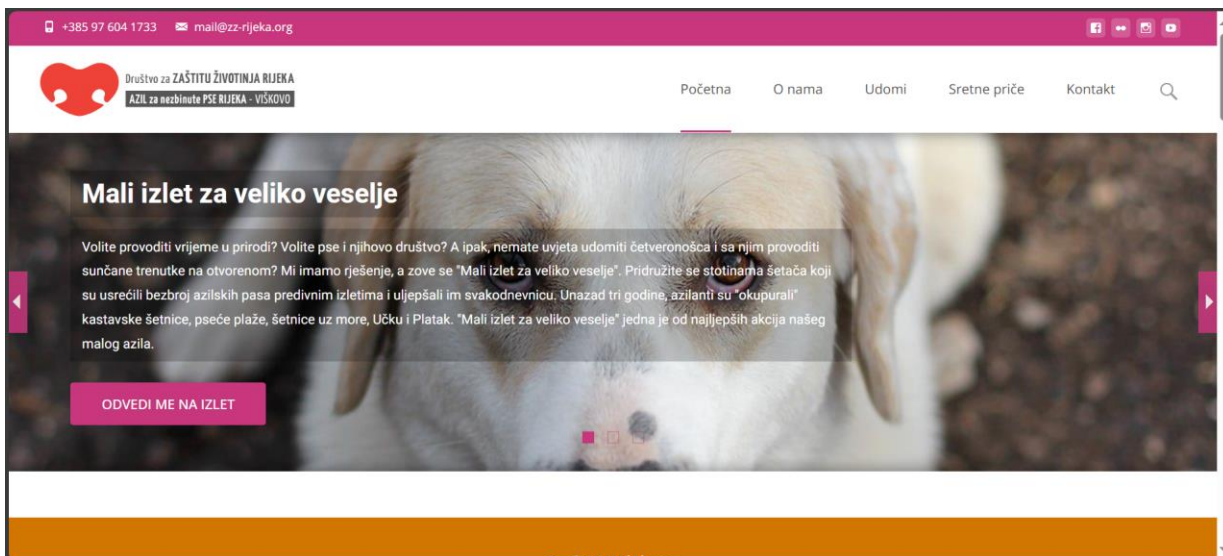 +385 97 604 1733 mail@zz-rijeka.org
Društvo za ZAŠTITU ŽIVOTINJA RIJEKA
AZIL za nezbinute PSE RIJEKA - VIŠKOVO
Početna O nama Udomi Sretne priče Kontakt
Mali izlet za veliko veselje
Volite provoditi vrijeme u prirodi? Volite pse i njihovo društvo? A ipak, nemate uvjeta udomiti četveronošca i sa njim provoditi
sunčane trenutke na otvorenom? Mi imamo rješenje, a zove se "Mali izlet za veliko veselje". Pridružite se stotinama šetača koji
su usrećili bezbroj azilskih pasa predivnim izletima i uljepšali im svakodnevnicu. Unazad tri godine, azilanti su "okupurali"
kastavske šetnice, pseće plaže, šetnice uz more, Učku i Platak. "Mali izlet za veliko veselje" jedna je od najljepših akcija našeg
malog azila.
ODVEDI ME NA IZLET